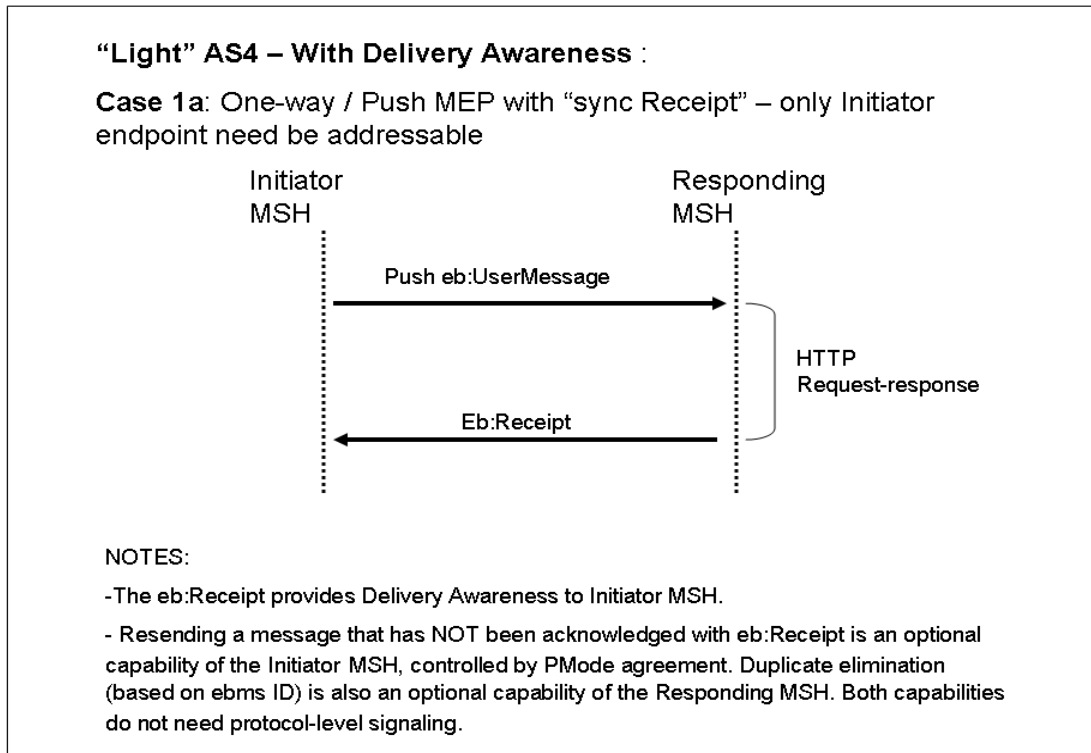 “Light” AS4 – With Delivery Awareness :
Case 1a: One-way / Push MEP with “sync Receipt” – only Initiator
endpoint need be addressable
Initiator
MSH
Responding
MSH
Push eb:UserMessage
HTTP
Request-response
Eb:Receipt
NOTES:
-The eb:Receipt provides Delivery Awareness to Initiator MSH.
- Resending a message that has NOT been acknowledged with eb:Receipt is an optional
capability of the Initiator MSH, controlled by PMode agreement. Duplicate elimination
(based on ebms ID) is also an optional capability of the Responding MSH. Both capabilities
do not need protocol-level signaling.